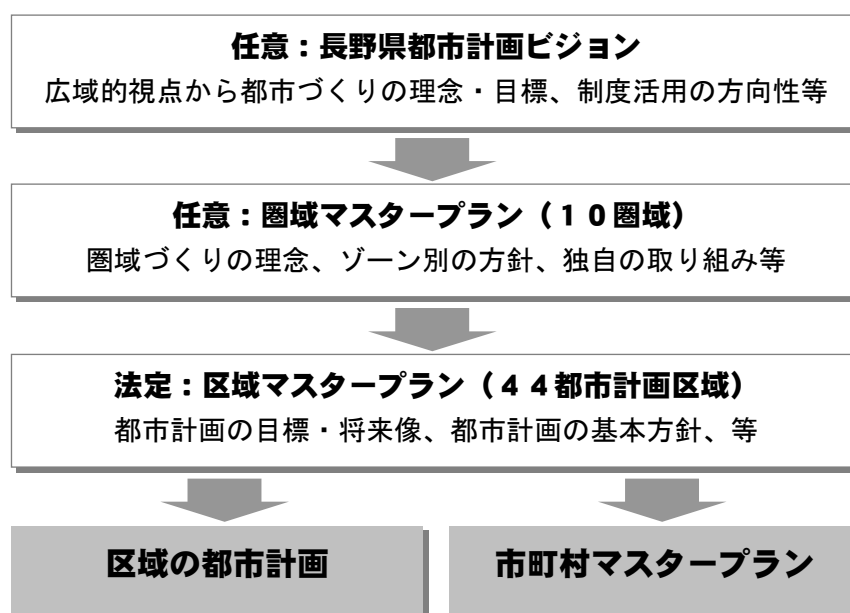 任意：長野県都市計画ビジョン
広域的視点から都市づくりの理念・目標、制度活用の方向性等
任意：圏域マスタープラン（１０圏域）
圏域づくりの理念、ゾーン別の方針、独自の取り組み等
法定：区域マスタープラン（４４都市計画区域）
都市計画の目標・将来像、都市計画の基本方針、等
区域の都市計画
市町村マスタープラン